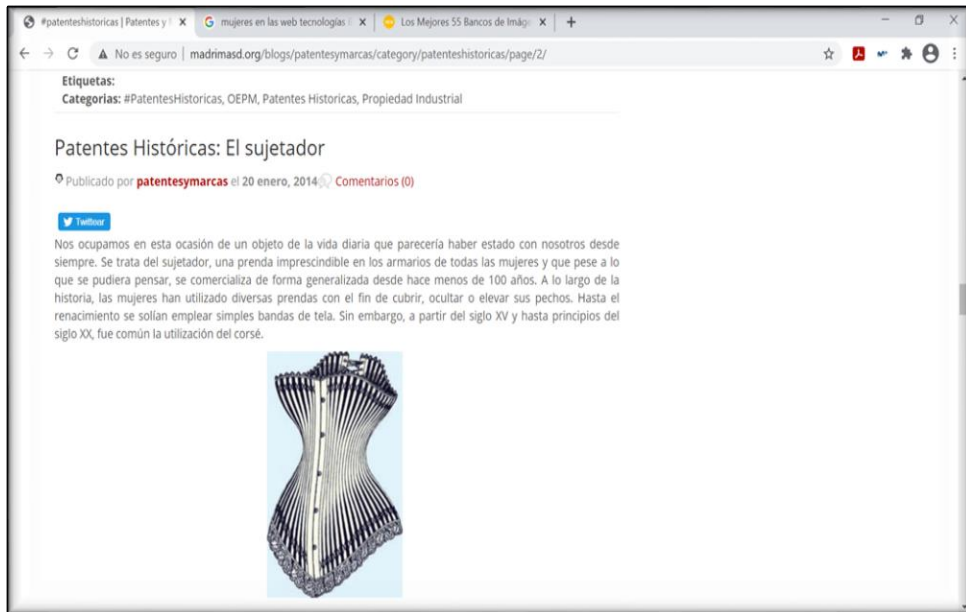 #patenteshistoricas | Patentes y
mujeres en las web tecnologías
Los Mejores 55 Bancos de Imáge
No es seguro | madrimasd.org/blogs/patentesymarcas/category/patenteshistoricas/page/2/
Etiquetas:
Categorias: #PatentesHistoricas, OEPM, Patentes Historicas, Propiedad Industrial
Patentes Históricas: El sujetador
Publicado por patentesymarcas el 20 enero, 2014 Comentarios (0)
Twittear
Nos ocupamos en esta ocasión de un objeto de la vida diaria que parecería haber estado con nosotros desde
siempre. Se trata del sujetador, una prenda imprescindible en los armarios de todas las mujeres y que pese a lo
que se pudiera pensar, se comercializa de forma generalizada desde hace menos de 100 años. A lo largo de la
historia, las mujeres han utilizado diversas prendas con el fin de cubrir, ocultar o elevar sus pechos. Hasta el
renacimiento se solían emplear simples bandas de tela. Sin embargo, a partir del siglo XV y hasta principios del
siglo XX, fue común la utilización del corsé.